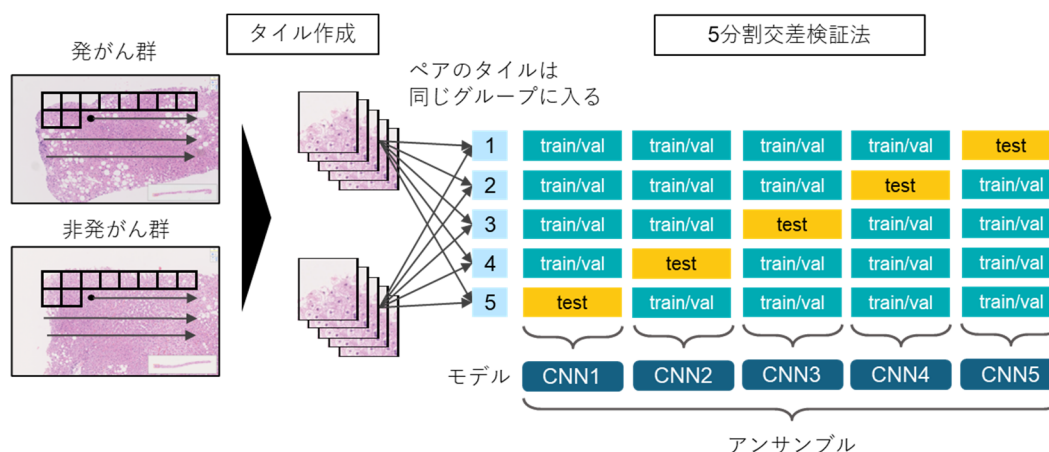 タイル作成
5分割交差検証法
発がん群
ペアのタイルは
同じグループに入る
1 train/val train/val train/val train/val test
2 train/val train/val train/val test train/val
3 train/val train/val test train/val train/val
非発がん群
4 train/val test train/val train/val train/val
5 test train/val train/val train/val train/val
モデル CNN1 CNN2 CNN3 CNN4 CNN5
アンサンブル